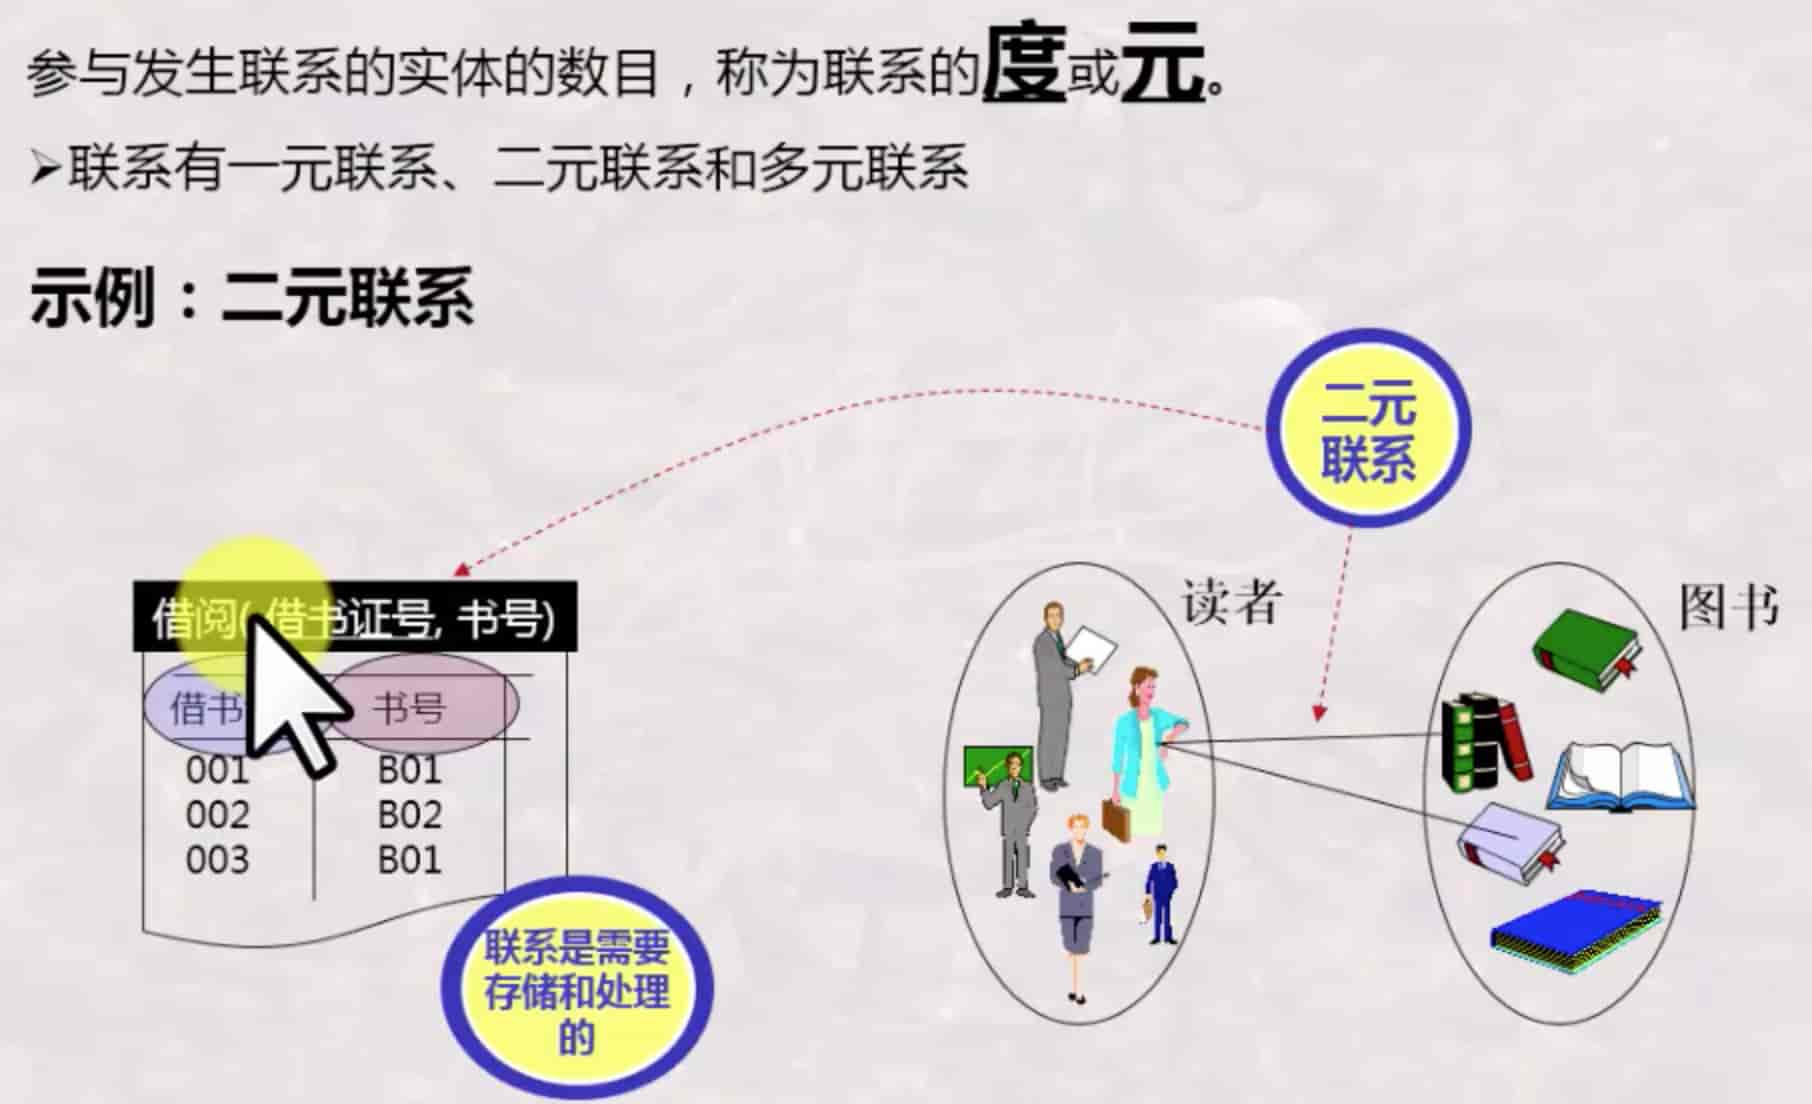 参与发生联系的实体的数目，称为联系的度或元。
➢联系有一元联系、二元联系和多元联系
示例：二元联系
二元
联系
读者
图书
借阅(借书证号, 书号)
借书 书号
001 B01
002 B02
003 B01
联系是需要
存储和处理
的